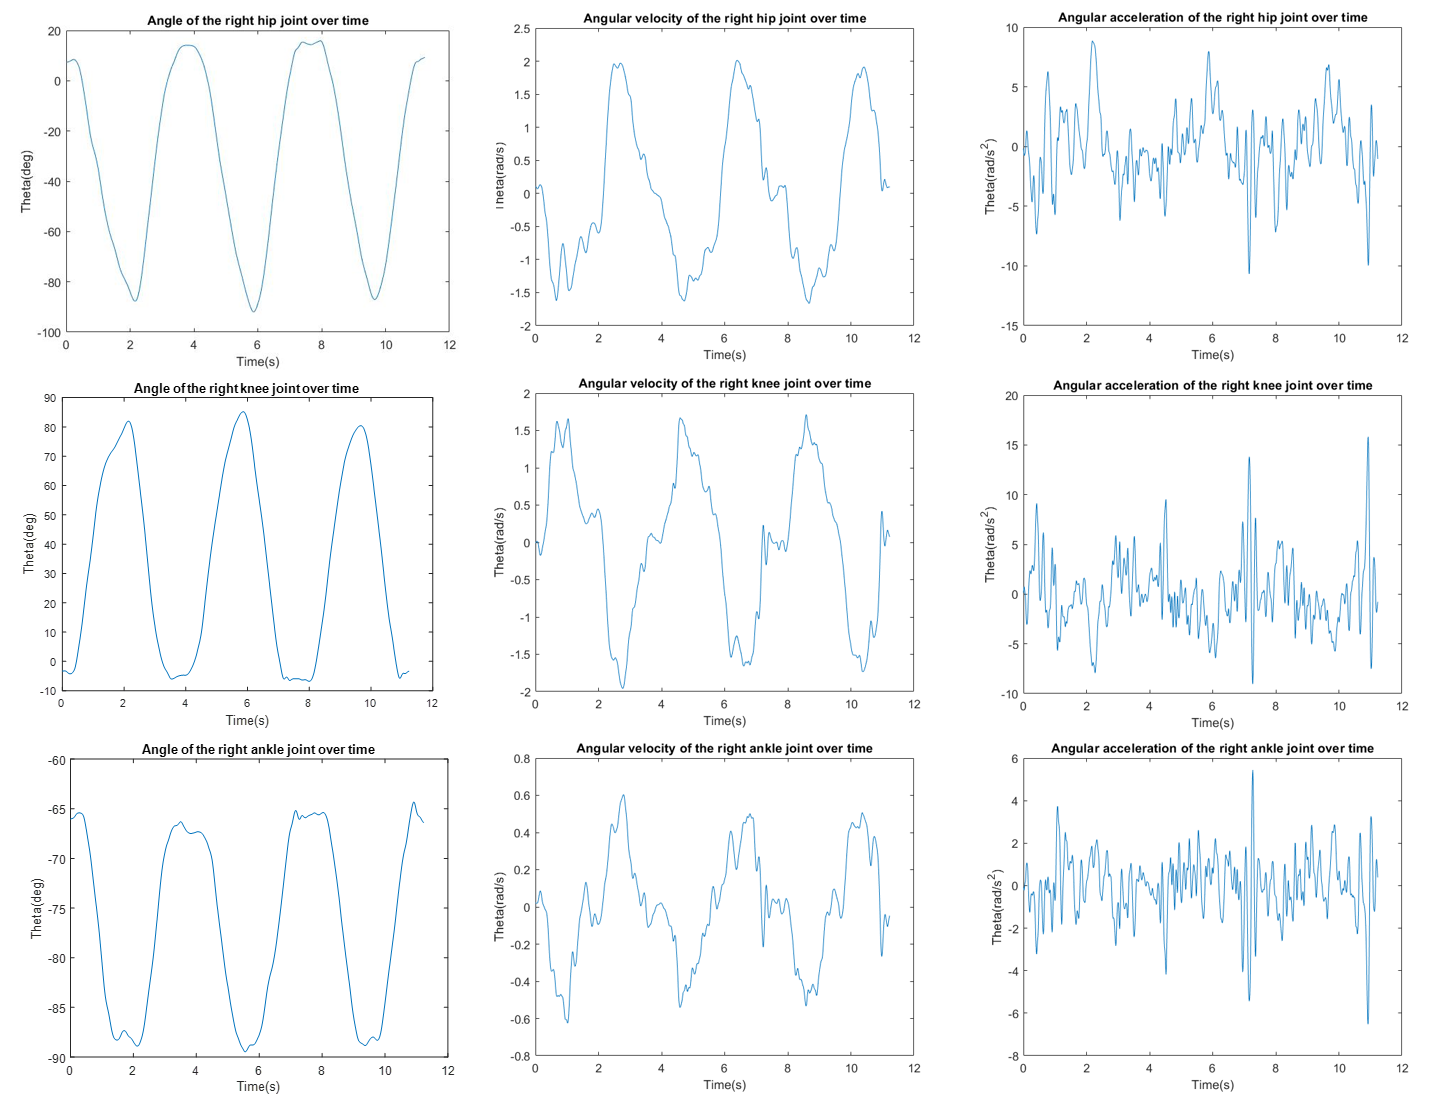 Angle of the right hip joint over time
20
0
-20
-40
-60
-80
-100
Theta(deg)
0 2 4 6 8 10 12
Time(s)
Angular velocity of the right hip joint over time
2.5
2
1.5
1
0.5
0
-0.5
-1
-1.5
-2
Theta(rad/s)
0 2 4 6 8 10 12
Time(s)
Angular acceleration of the right hip joint over time
10
5
0
-5
-10
-15
Theta(rad/s²)
0 2 4 6 8 10 12
Time(s)
Angle of the right knee joint over time
90
80
70
60
50
40
30
20
10
0
-10
Theta(deg)
0 2 4 6 8 10 12
Time(s)
Angular velocity of the right knee joint over time
2
1.5
1
0.5
0
-0.5
-1
-1.5
-2
Theta(rad/s)
0 2 4 6 8 10 12
Time(s)
Angular acceleration of the right knee joint over time
20
15
10
5
0
-5
-10
Theta(rad/s²)
0 2 4 6 8 10 12
Time(s)
Angle of the right ankle joint over time
-60
-65
-70
-75
-80
-85
-90
Theta(deg)
0 2 4 6 8 10 12
Time(s)
Angular velocity of the right ankle joint over time
0.8
0.6
0.4
0.2
0
-0.2
-0.4
-0.6
-0.8
Theta(rad/s)
0 2 4 6 8 10 12
Time(s)
Angular acceleration of the right ankle joint over time
6
4
2
0
-2
-4
-6
-8
Theta(rad/s²)
0 2 4 6 8 10 12
Time(s)